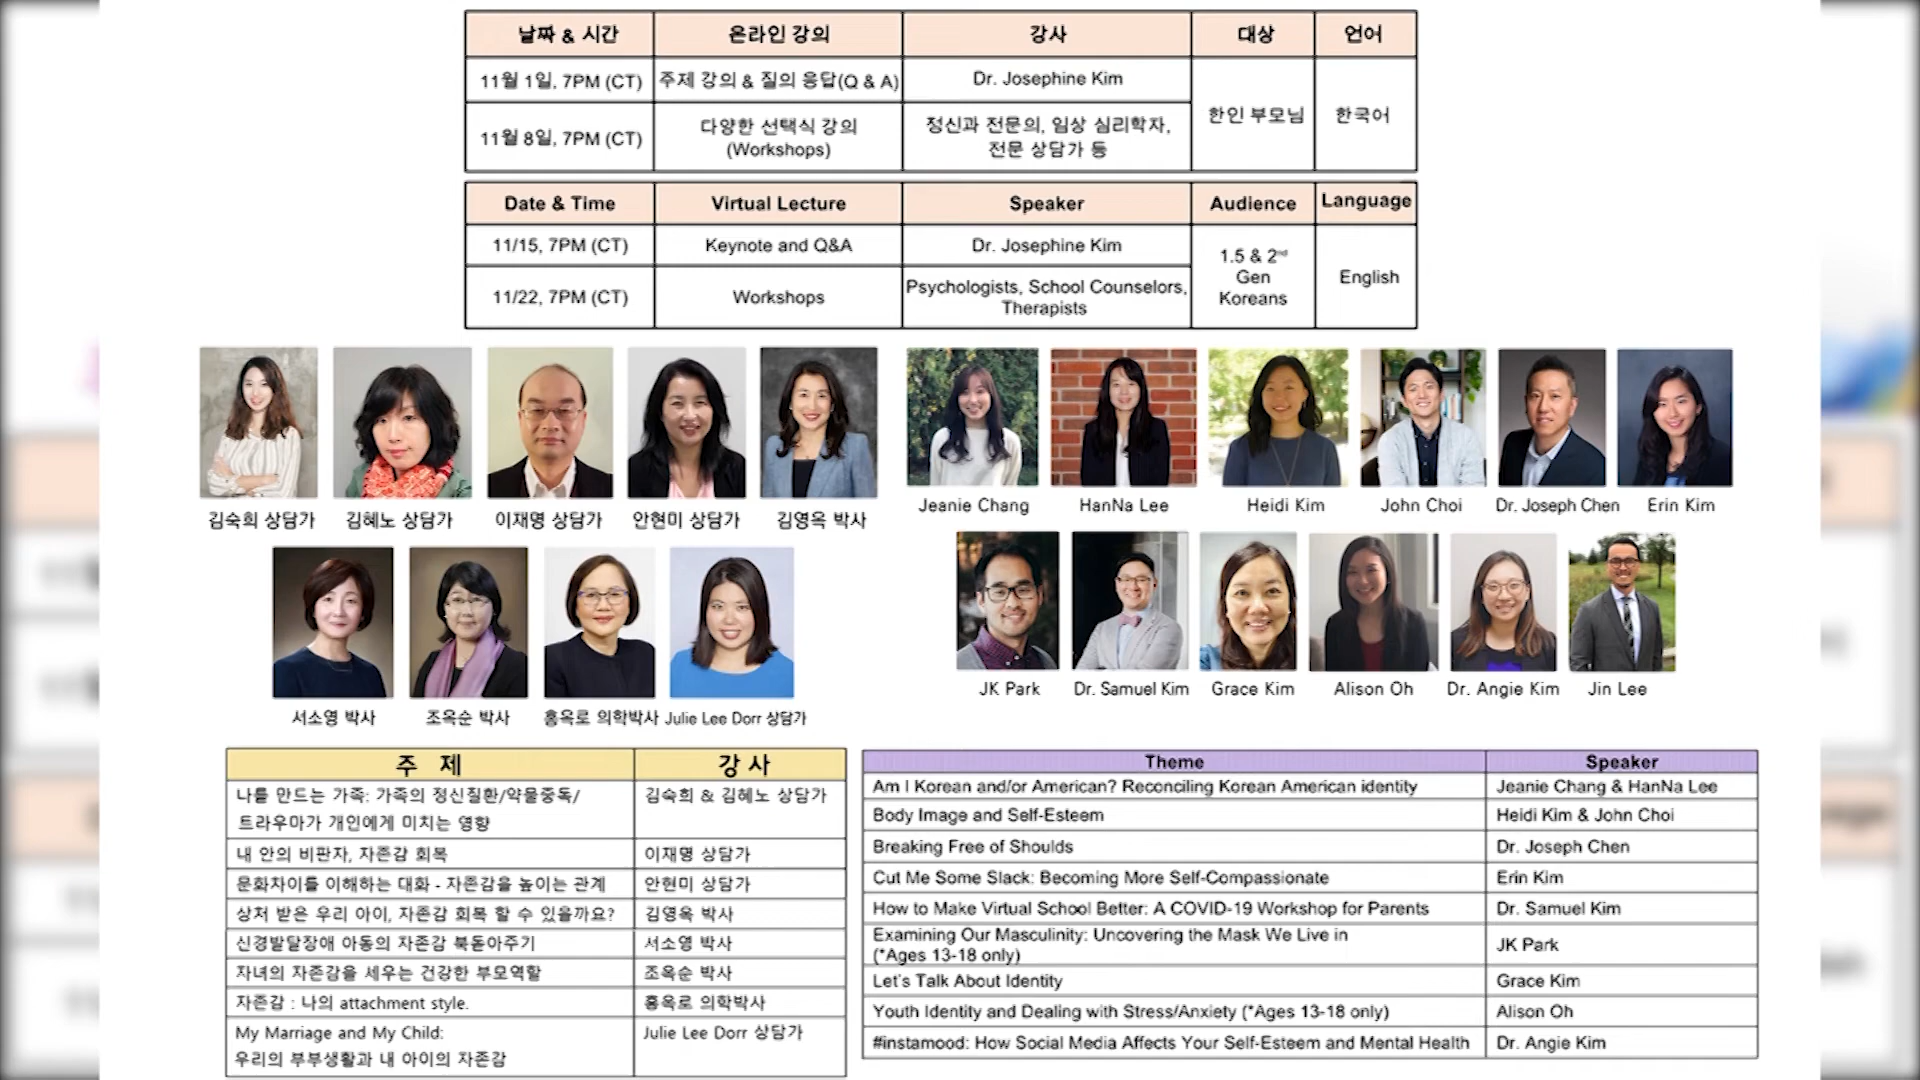 날짜 & 시간 온라인 강의 강사 대상 언어
11월 1일, 7PM (CT) 주제 강의 & 질의 응답(Q & A) Dr. Josephine Kim
한인 부모님 한국어
11월 8일, 7PM (CT) 다양한 선택식 강의
(Workshops)
정신과 전문의, 임상 심리학자,
전문 상담가 등
Date & Time Virtual Lecture Speaker Audience Language
11/15, 7PM (CT) Keynote and Q&A Dr. Josephine Kim
1.5 & 2nd
Gen
Koreans
English
11/22, 7PM (CT) Workshops
Psychologists, School Counselors,
Therapists
김숙희 상담가 김혜노 상담가 이재명 상담가 안현미 상담가 김영옥 박사
서소영 박사 조옥순 박사 홍옥로 의학박사 Julie Lee Dorr 상담가
Jeanie Chang HanNa Lee Heidi Kim John Choi Dr. Joseph Chen Erin Kim
JK Park Dr. Samuel Kim Grace Kim Alison Oh Dr. Angie Kim Jin Lee
주 제 강 사
나를 만드는 가족: 가족의 정신질환/약물중독/ 김숙희 & 김혜노 상담가
트라우마가 개인에게 미치는 영향
내 안의 비판자, 자존감 회복 이재명 상담가
문화차이를 이해하는 대화 - 자존감을 높이는 관계 안현미 상담가
상처 받은 우리 아이, 자존감 회복 할 수 있을까요? 김영옥 박사
신경발달장애 아동의 자존감 북돋아주기 서소영 박사
자녀의 자존감을 세우는 건강한 부모역할 조옥순 박사
자존감 : 나의 attachment style. 홍옥로 의학박사
My Marriage and My Child: Julie Lee Dorr 상담가
우리의 부부생활과 내 아이의 자존감
Theme Speaker
Am I Korean and/or American? Reconciling Korean American identity Jeanie Chang & HanNa Lee
Body Image and Self-Esteem Heidi Kim & John Choi
Breaking Free of Shoulds Dr. Joseph Chen
Cut Me Some Slack: Becoming More Self-Compassionate Erin Kim
How to Make Virtual School Better: A COVID-19 Workshop for Parents Dr. Samuel Kim
Examining Our Masculinity: Uncovering the Mask We Live in
(*Ages 13-18 only) JK Park
Let's Talk About Identity Grace Kim
Youth Identity and Dealing with Stress/Anxiety (*Ages 13-18 only) Alison Oh
#instamood: How Social Media Affects Your Self-Esteem and Mental Health Dr. Angie Kim